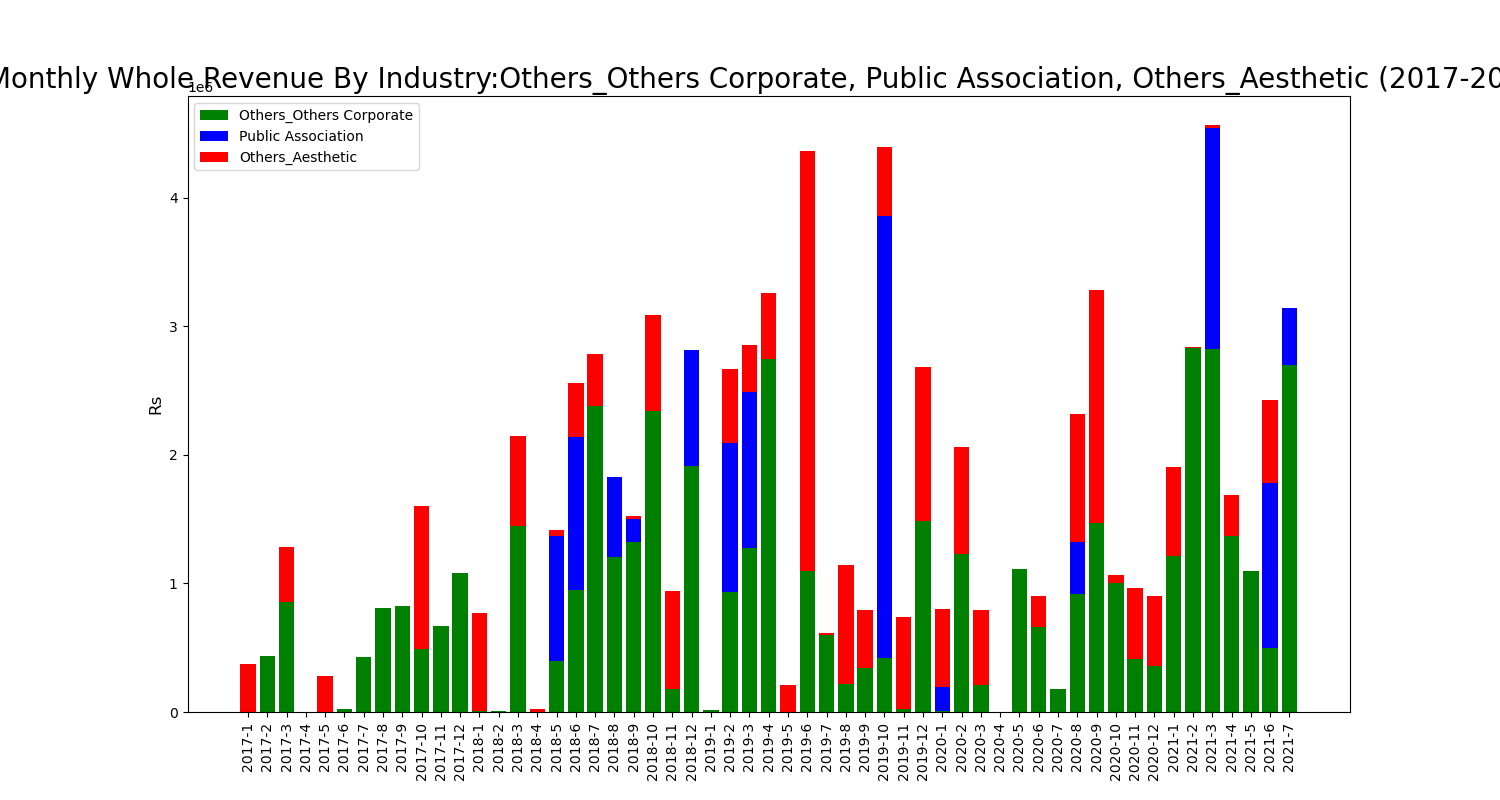 Monthly Whole Revenue By Industry:Others_Others Corporate, Public Association, Others_Aesthetic (2017-20
1e6
Others_Others Corporate
Public Association
Others_Aesthetic
4
3
2
1
0
Rs
2017-1 2017-2 2017-3 2017-4 2017-5 2017-6 2017-7 2017-8 2017-9 2017-10 2017-11 2017-12 2018-1 2018-2 2018-3 2018-4 2018-5 2018-6 2018-7 2018-8 2018-9 2018-10 2018-11 2018-12 2019-1 2019-2 2019-3 2019-4 2019-5 2019-6 2019-7 2019-8 2019-9 2019-10 2019-11 2019-12 2020-1 2020-2 2020-3 2020-4 2020-5 2020-6 2020-7 2020-8 2020-9 2020-10 2020-11 2020-12 2021-1 2021-2 2021-3 2021-4 2021-5 2021-6 2021-7